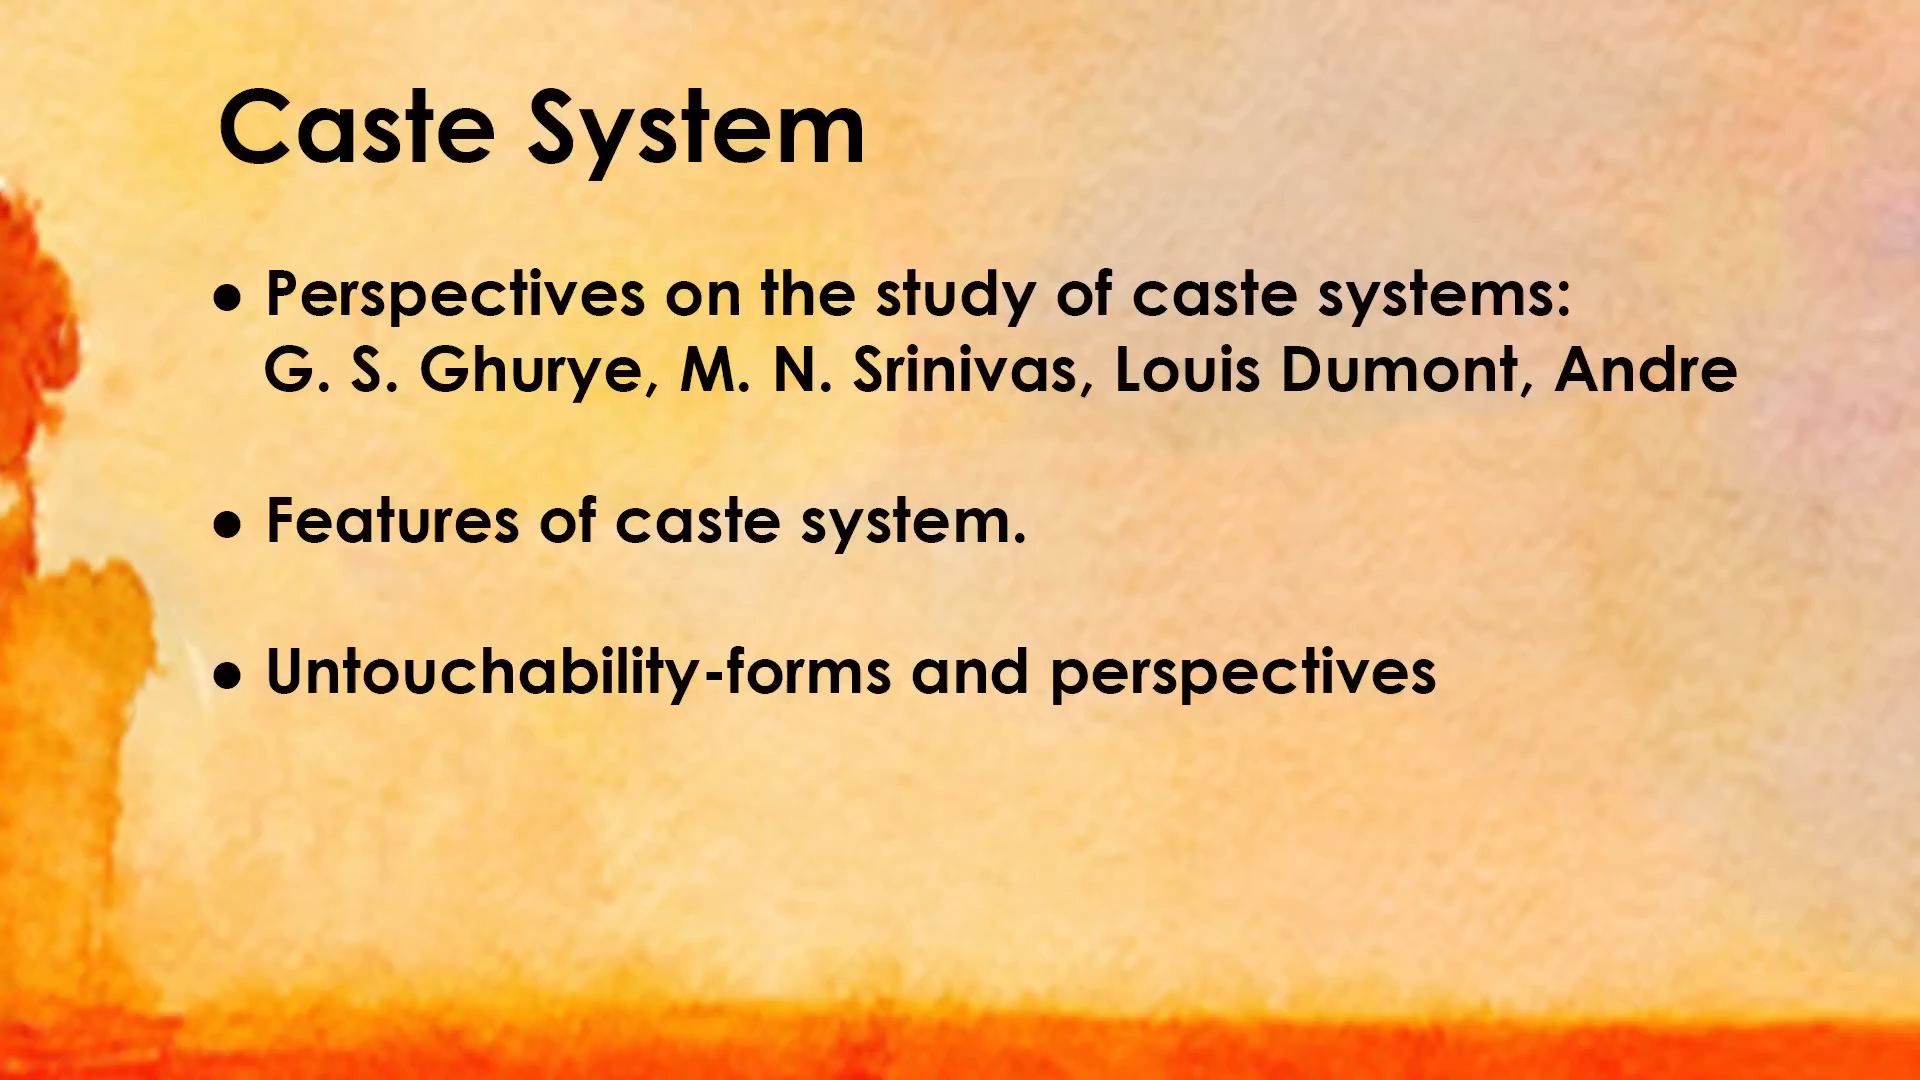 Caste System
● Perspectives on the study of caste systems:
G. S. Ghurye, M. N. Srinivas, Louis Dumont, Andre
● Features of caste system.
● Untouchability-forms and perspectives